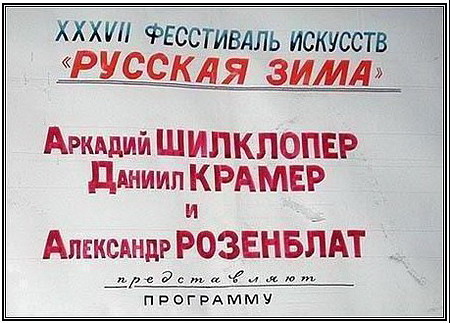 XXXVII ФЕССТИВАЛЬ ИСКУССТВ
«РУССКАЯ ЗИМА»
АРКАДИЙ ШИЛКЛОПЕР
ДАНИИЛ КРАМЕР
И
АЛЕКСАНДР РОЗЕНБЛАТ
представляют
ПРОГРАММУ